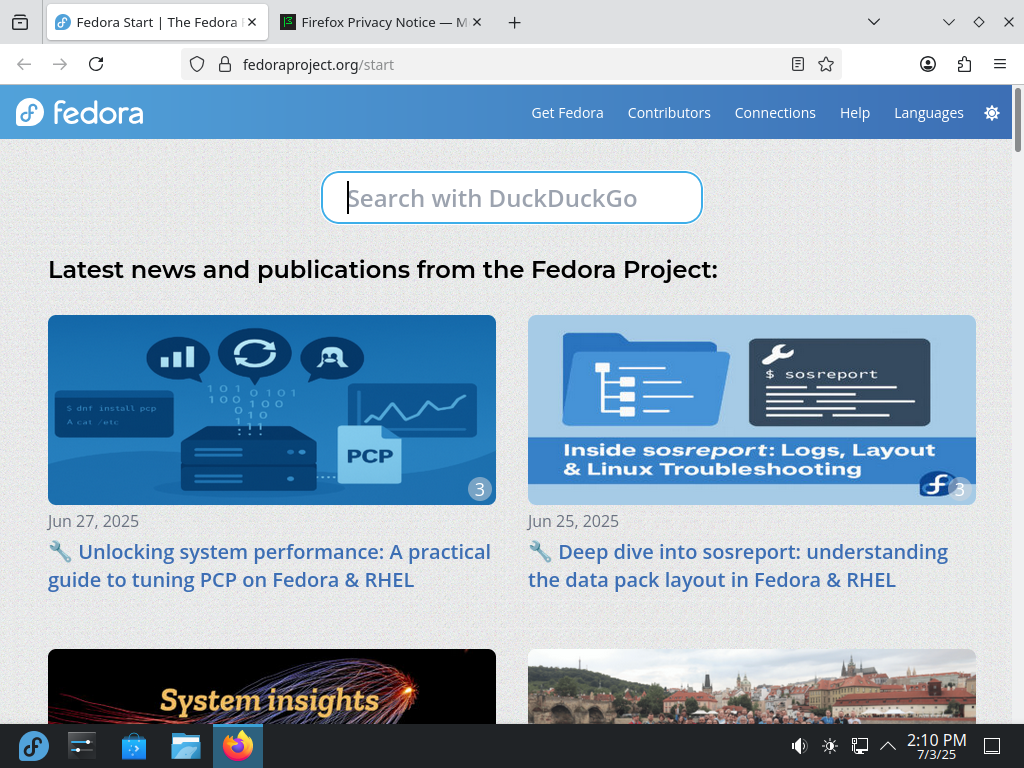 Fedora Start | The Fedora
Firefox Privacy Notice — M
fedoraproject.org/start
fedora
Get Fedora
Contributors
Connections
Help
Languages
Search with DuckDuckGo
Latest news and publications from the Fedora Project:
$ dnf install pcp
A cat /etc
101 0101
100 100
010
PCP
3
$ sosreport
Inside sosreport: Logs, Layout
& Linux Troubleshooting
3
Jun 27, 2025
Unlocking system performance: A practical
guide to tuning PCP on Fedora & RHEL
Jun 25, 2025
Deep dive into sosreport: understanding
the data pack layout in Fedora & RHEL
System insights
2:10 PM
7/3/25